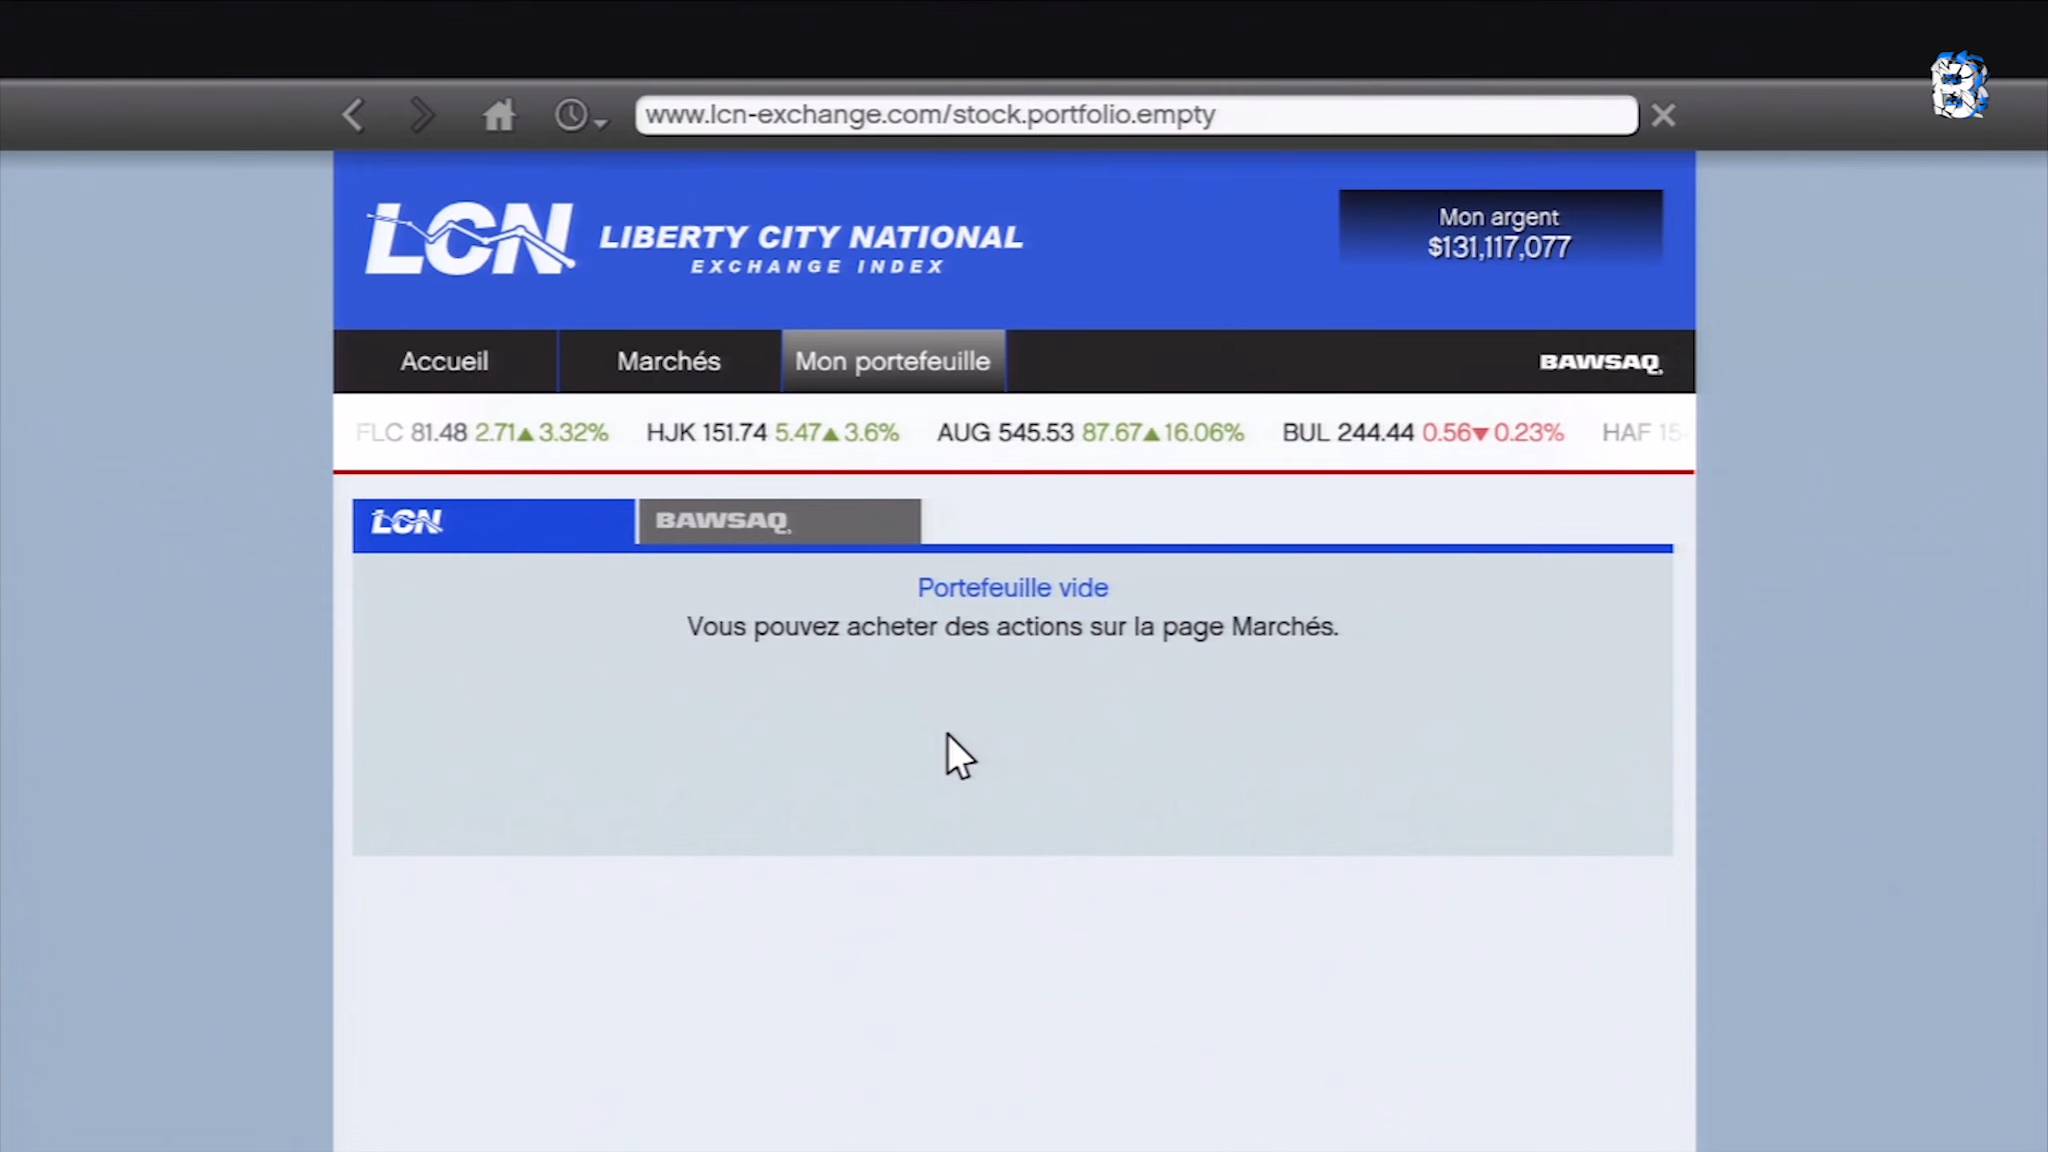 www.lcn-exchange.com/stock.portfolio.empty
LCN LIBERTY CITY NATIONAL
EXCHANGE INDEX
Mon argent
$131,117,077
Accueil Marchés Mon portefeuille BAWSAQ
FLC 81.48 2.71▲3.32% HJK 151.74 5.47▲3.6% AUG 545.53 87.67▲16.06% BUL 244.44 0.56▼0.23% HAF
LCN BAWSAQ
Portefeuille vide
Vous pouvez acheter des actions sur la page Marchés.
B